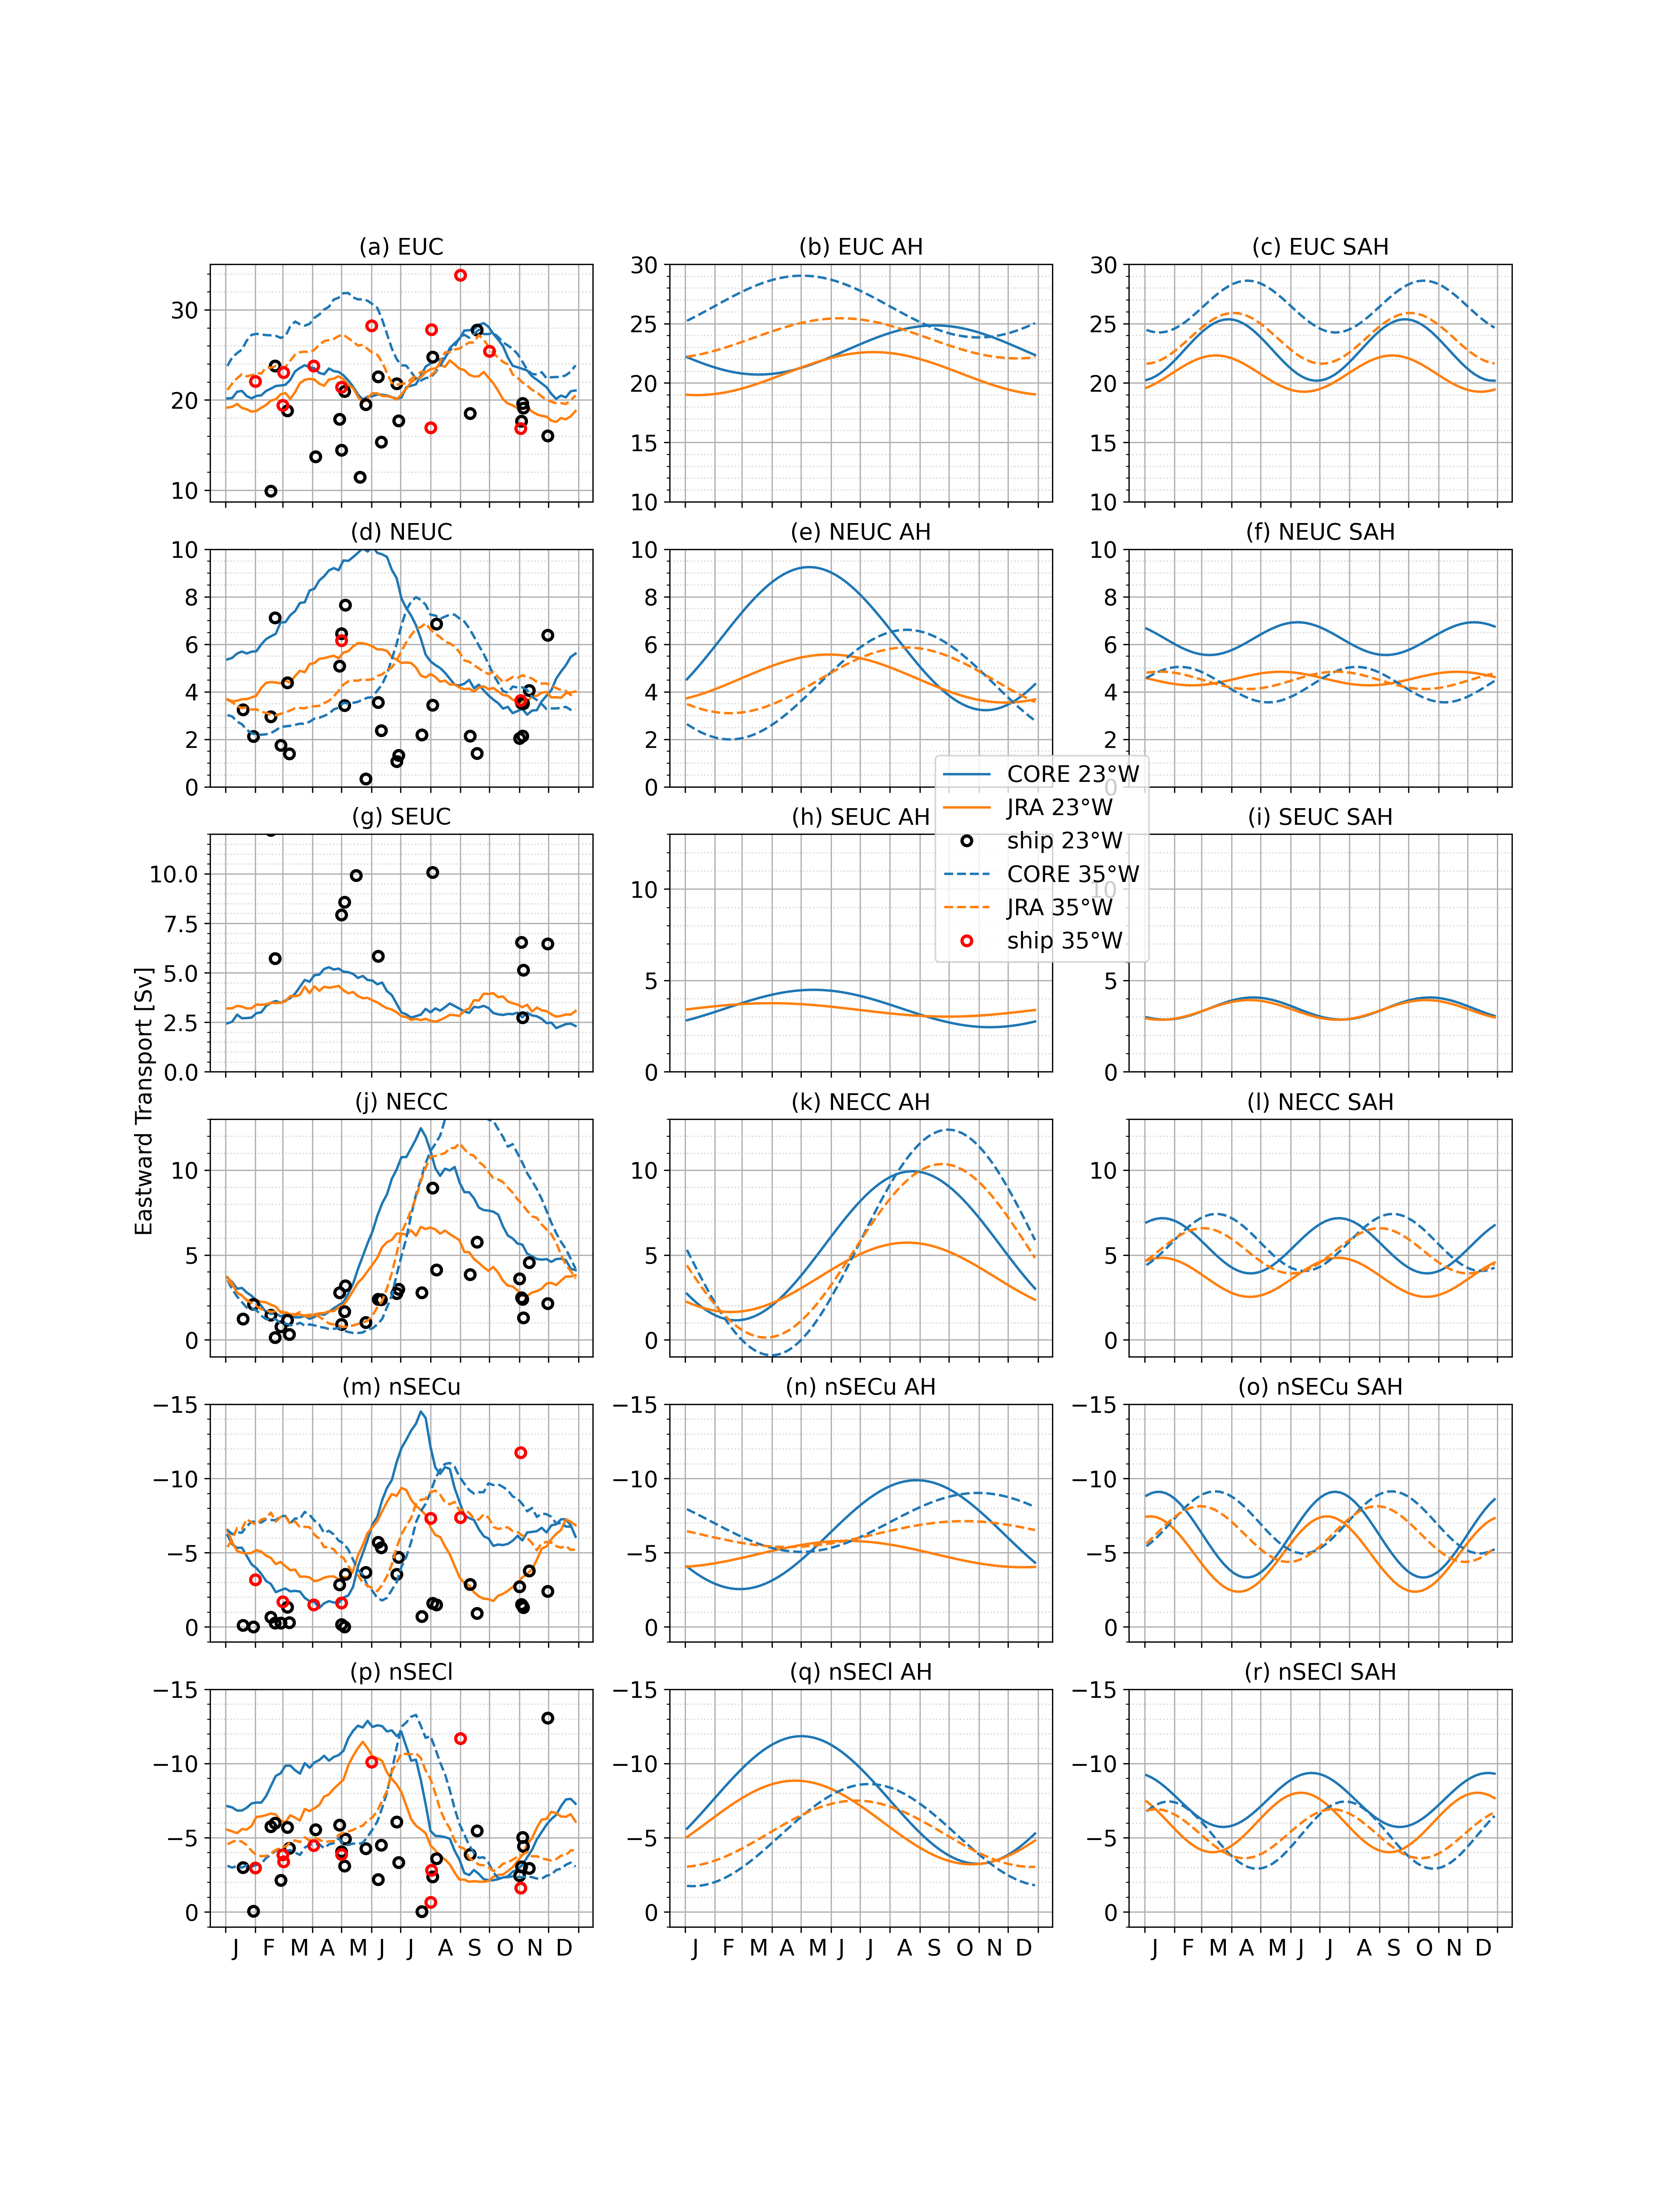 (a) EUC
(b) EUC AH
(c) EUC SAH
30
20
10
30
25
20
15
10
30
25
20
15
10
(d) NEUC
(e) NEUC AH
(f) NEUC SAH
10
8
6
4
2
0
10
8
6
4
2
0
10
8
6
4
2
0
CORE 23°W
JRA 23°W
ship 23°W
CORE 35°W
JRA 35°W
ship 35°W
(g) SEUC
(h) SEUC AH
(i) SEUC SAH
10.0
7.5
5.0
2.5
0.0
10
5
0
10
5
0
Eastward Transport [Sv]
(j) NECC
(k) NECC AH
(l) NECC SAH
10
5
0
10
5
0
10
5
0
(m) nSECu
(n) nSECu AH
(o) nSECu SAH
−15
−10
−5
0
−15
−10
−5
0
−15
−10
−5
0
(p) nSECl
(q) nSECl AH
(r) nSECl SAH
−15
−10
−5
0
−15
−10
−5
0
−15
−10
−5
0
J F M A M J J A S O N D
J F M A M J J A S O N D
J F M A M J J A S O N D